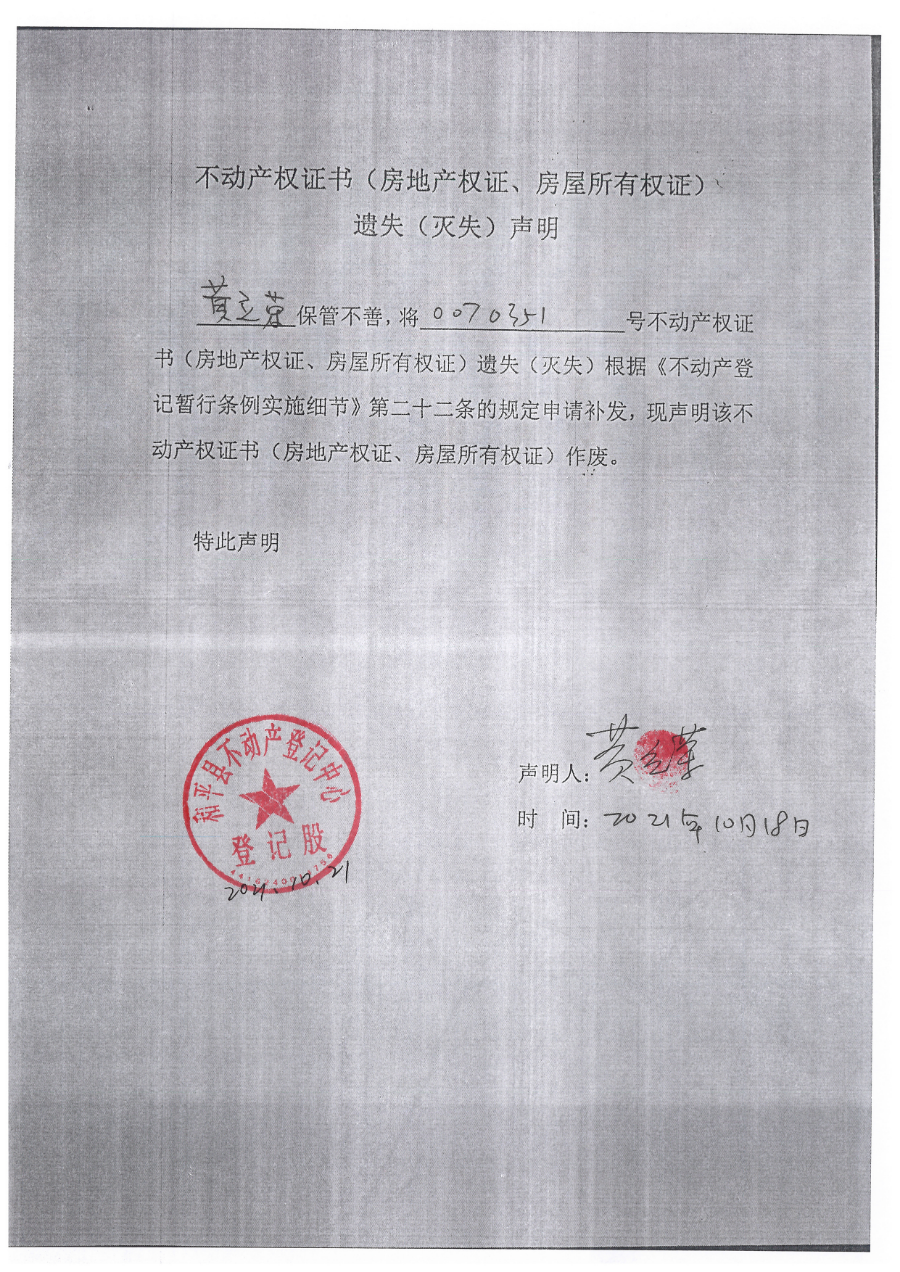 不动产权证书（房地产权证、房屋所有权证）
遗失（灭失）声明
黄立蓉保管不善，将0070351号不动产权证
书（房地产权证、房屋所有权证）遗失（灭失）根据《不动产登
记暂行条例实施细节》第二十二条的规定申请补发，现声明该不
动产权证书（房地产权证、房屋所有权证）作废。
特此声明
和平县不动产登记中心
登记股
2021.10.21
声明人：黄立
时　间：2021年10月18日